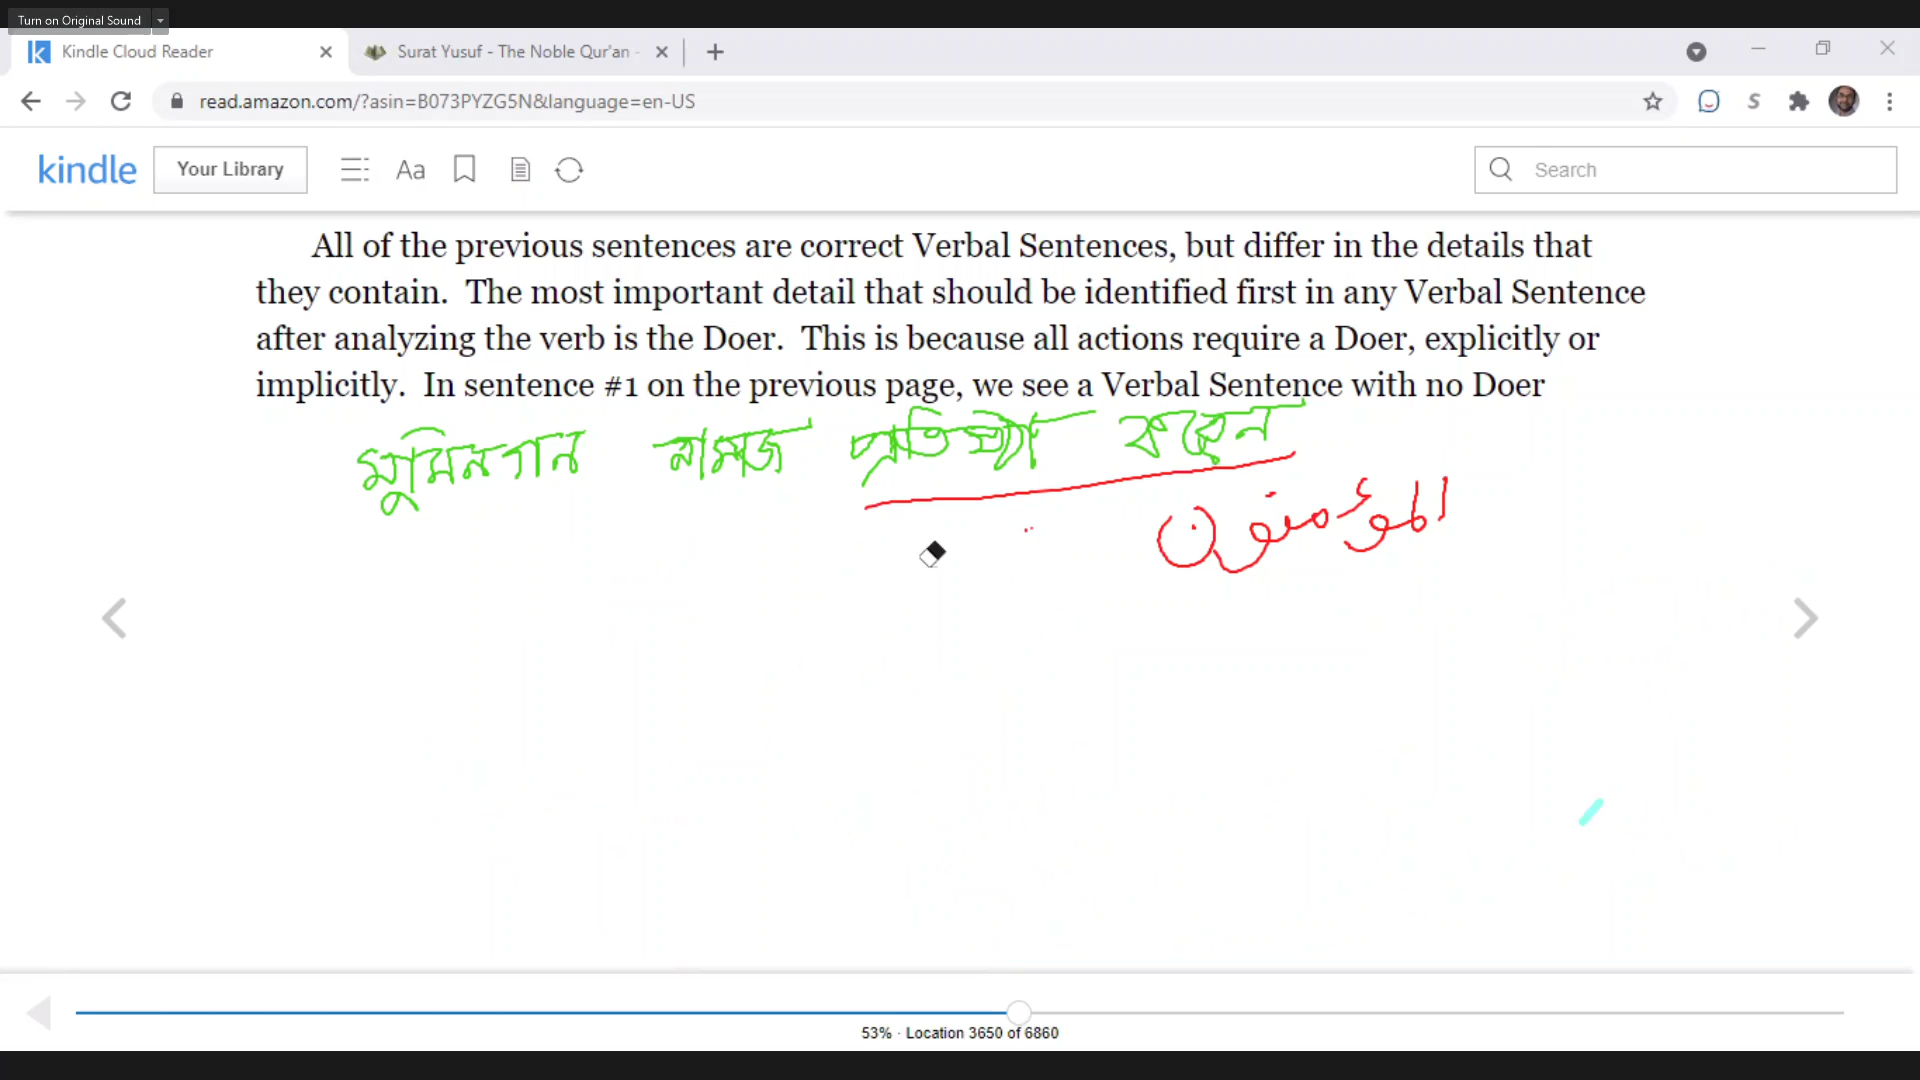 Turn on Original Sound
Kindle Cloud Reader
Surat Yusuf - The Noble Qur'an -
read.amazon.com/?asin=B073PYZG5N&language=en-US
kindle Your Library Aa Search
All of the previous sentences are correct Verbal Sentences, but differ in the details that
they contain. The most important detail that should be identified first in any Verbal Sentence
after analyzing the verb is the Doer. This is because all actions require a Doer, explicitly or
implicitly. In sentence #1 on the previous page, we see a Verbal Sentence with no Doer
মুমিনগান নামাজ প্রতিষ্ঠা করেন
المؤمنون
53% · Location 3650 of 6860